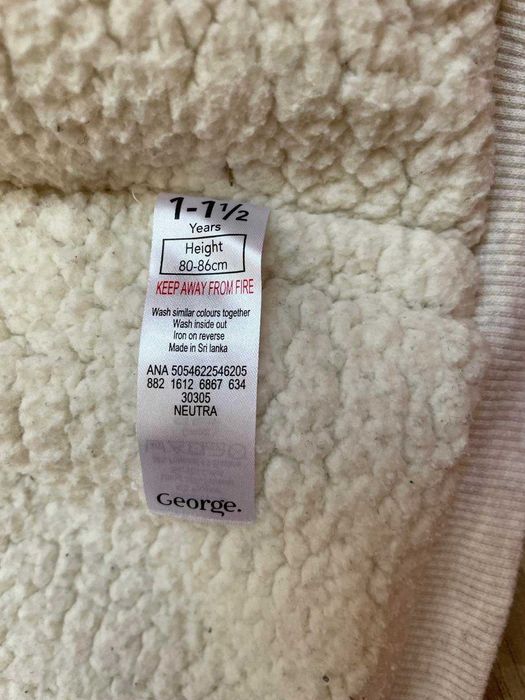 1-1½
Years
Height
80-86cm
KEEP AWAY FROM FIRE
Wash similar colours together
Wash inside out
Iron on reverse
Made in Sri lanka
ANA 5054622546205
882 1612 6867 634
30305
NEUTRA
George.